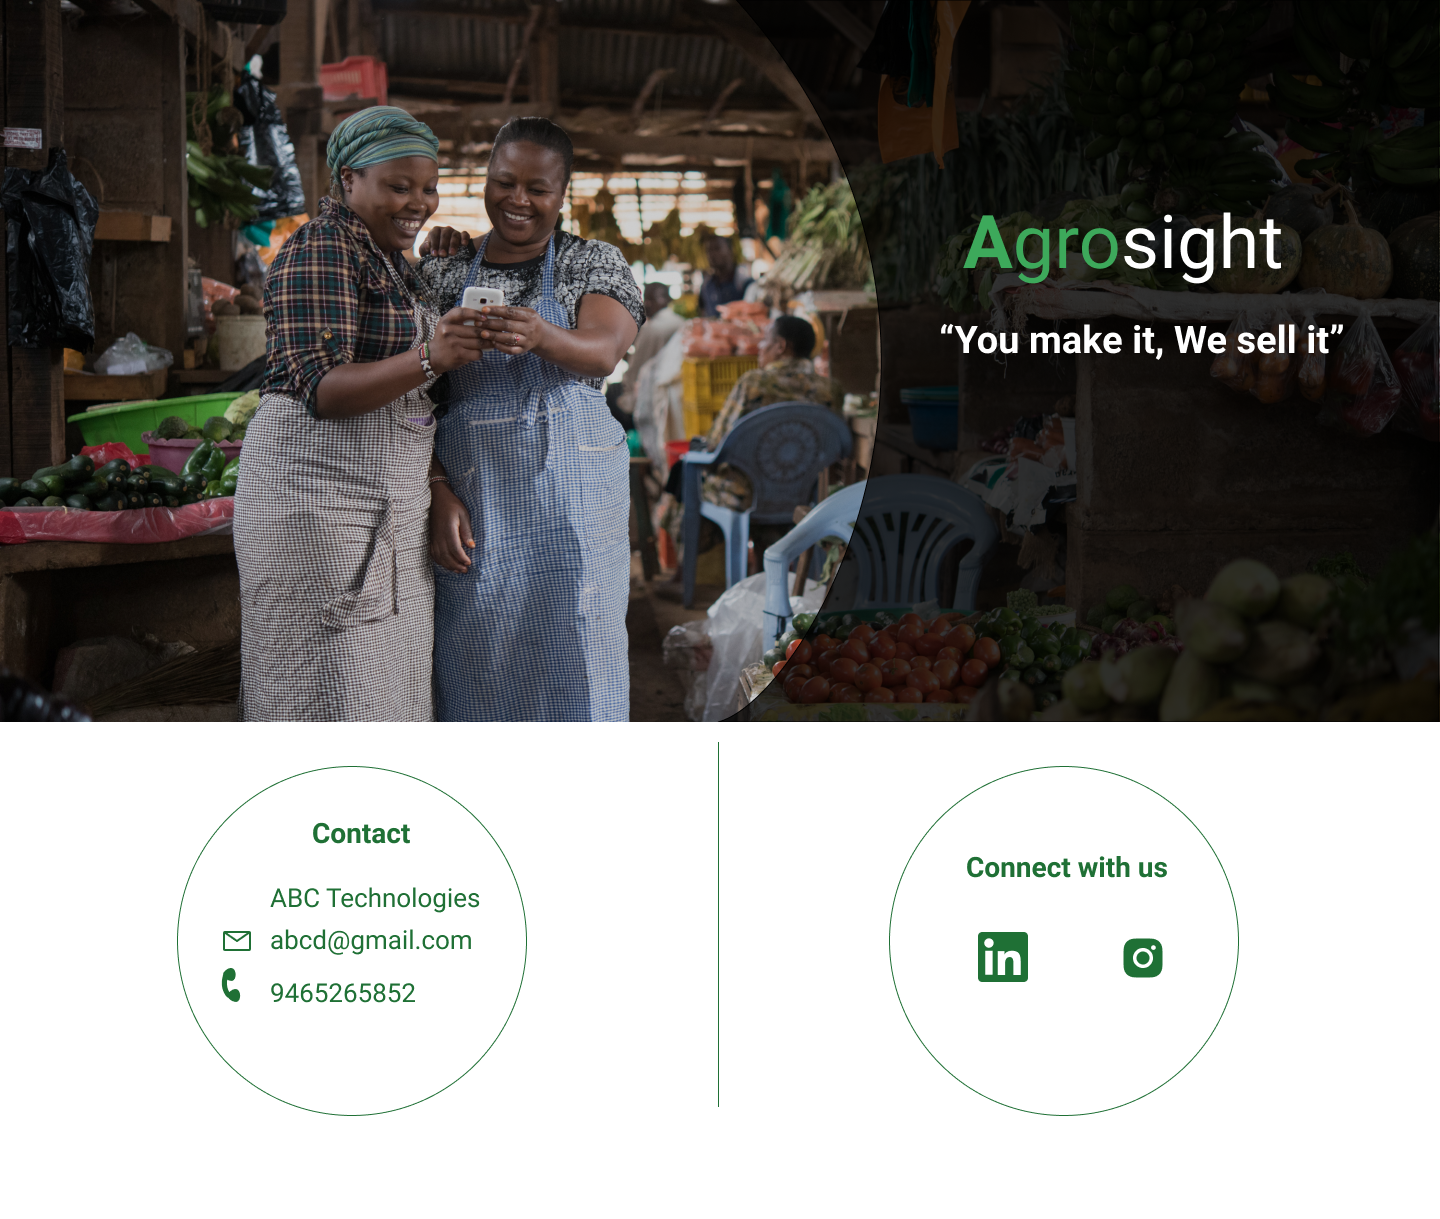 Agrosight
“You make it, We sell it”
Contact
ABC Technologies
abcd@gmail.com
9465265852
Connect with us
in